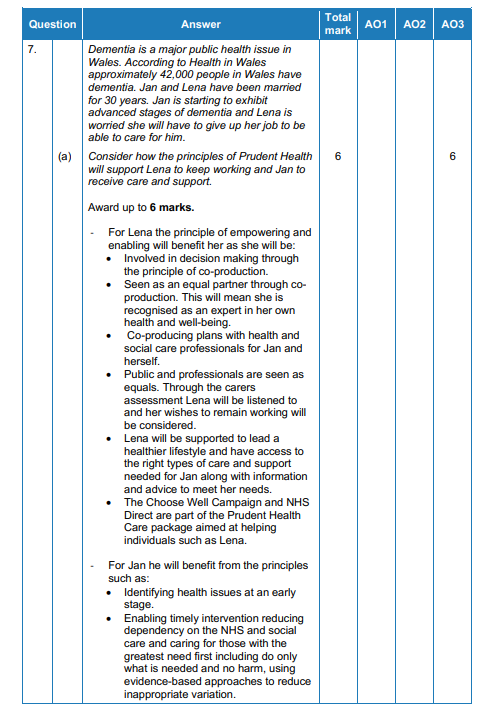 Question Answer Total mark AO1 AO2 AO3
7. Dementia is a major public health issue in
Wales. According to Health in Wales
approximately 42,000 people in Wales have
dementia. Jan and Lena have been married
for 30 years. Jan is starting to exhibit
advanced stages of dementia and Lena is
worried she will have to give up her job to be
able to care for him.
(a) Consider how the principles of Prudent Health 6 6
will support Lena to keep working and Jan to
receive care and support.
Award up to 6 marks.
- For Lena the principle of empowering and
enabling will benefit her as she will be:
• Involved in decision making through
the principle of co-production.
• Seen as an equal partner through co-
production. This will mean she is
recognised as an expert in her own
health and well-being.
• Co-producing plans with health and
social care professionals for Jan and
herself.
• Public and professionals are seen as
equals. Through the carers
assessment Lena will be listened to
and her wishes to remain working will
be considered.
• Lena will be supported to lead a
healthier lifestyle and have access to
the right types of care and support
needed for Jan along with information
and advice to meet her needs.
• The Choose Well Campaign and NHS
Direct are part of the Prudent Health
Care package aimed at helping
individuals such as Lena.
- For Jan he will benefit from the principles
such as:
• Identifying health issues at an early
stage.
• Enabling timely intervention reducing
dependency on the NHS and social
care and caring for those with the
greatest need first including do only
what is needed and no harm, using
evidence-based approaches to reduce
inappropriate variation.